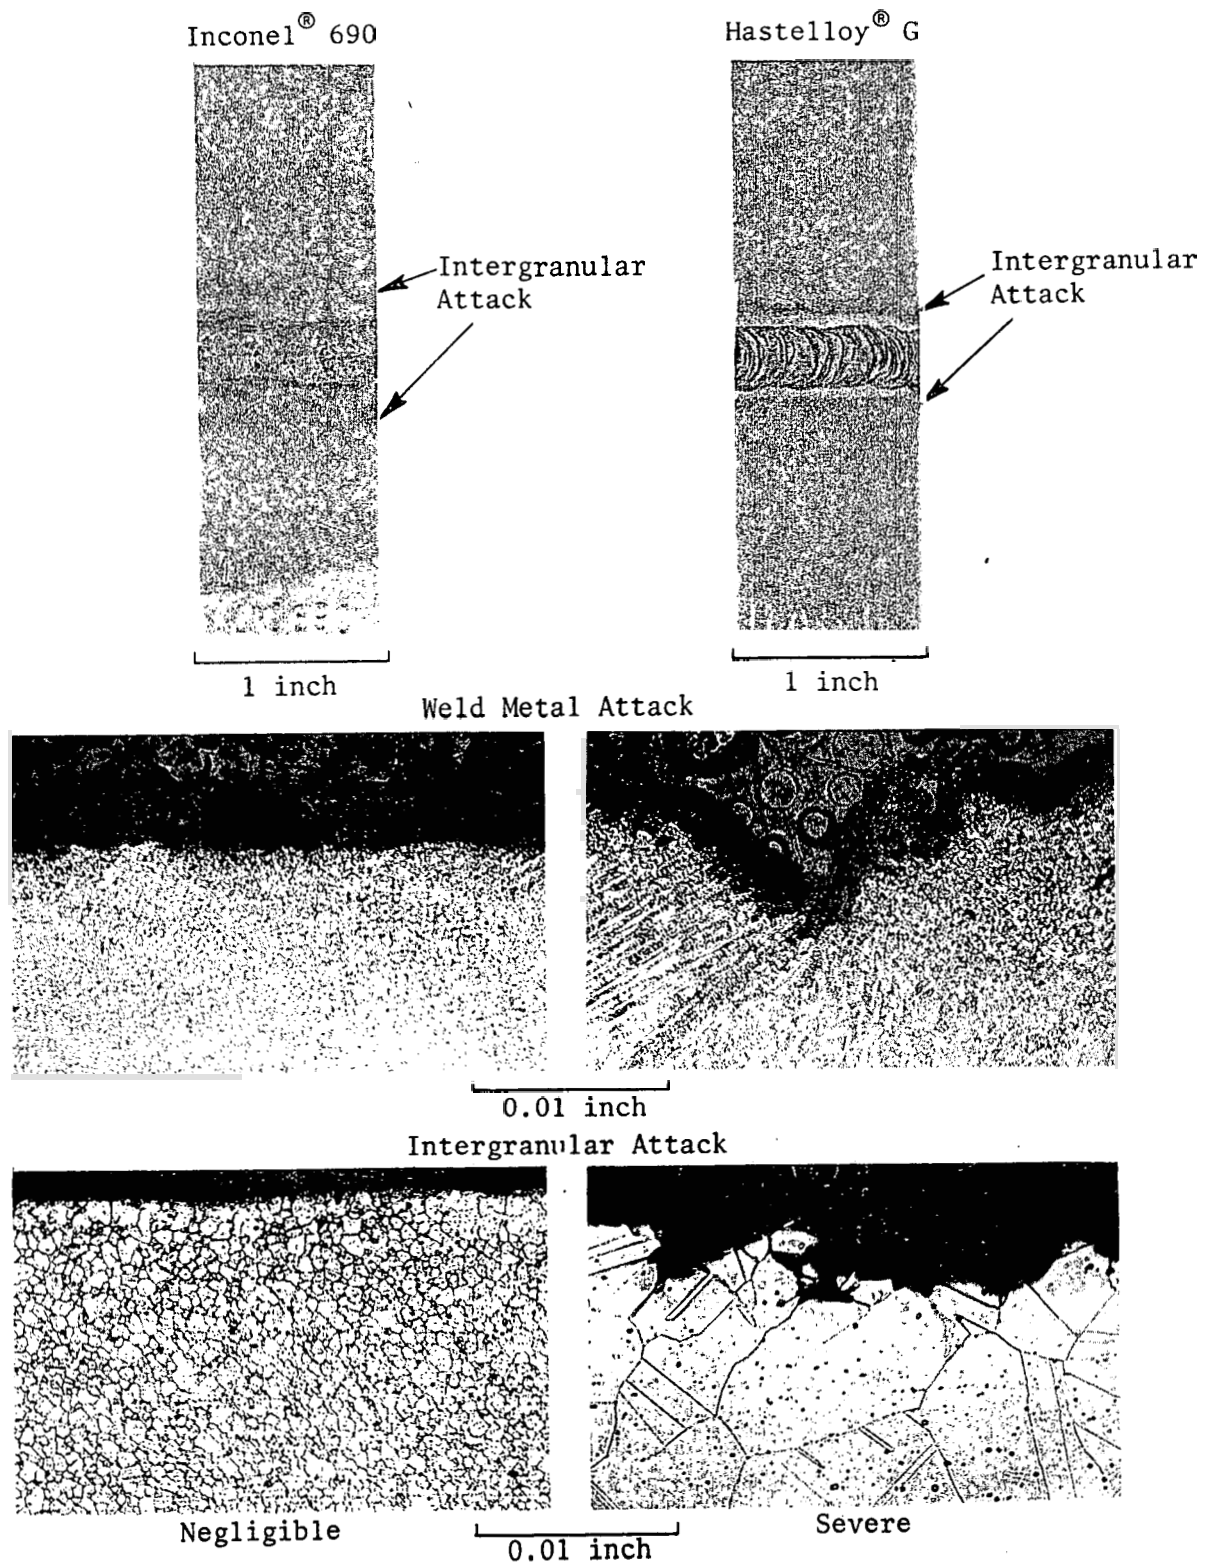 Inconel® 690
Hastelloy® G
Intergranular
Attack
Intergranular
Attack
1 inch
1 inch
Weld Metal Attack
0.01 inch
Intergranular Attack
Negligible
Severe
0.01 inch